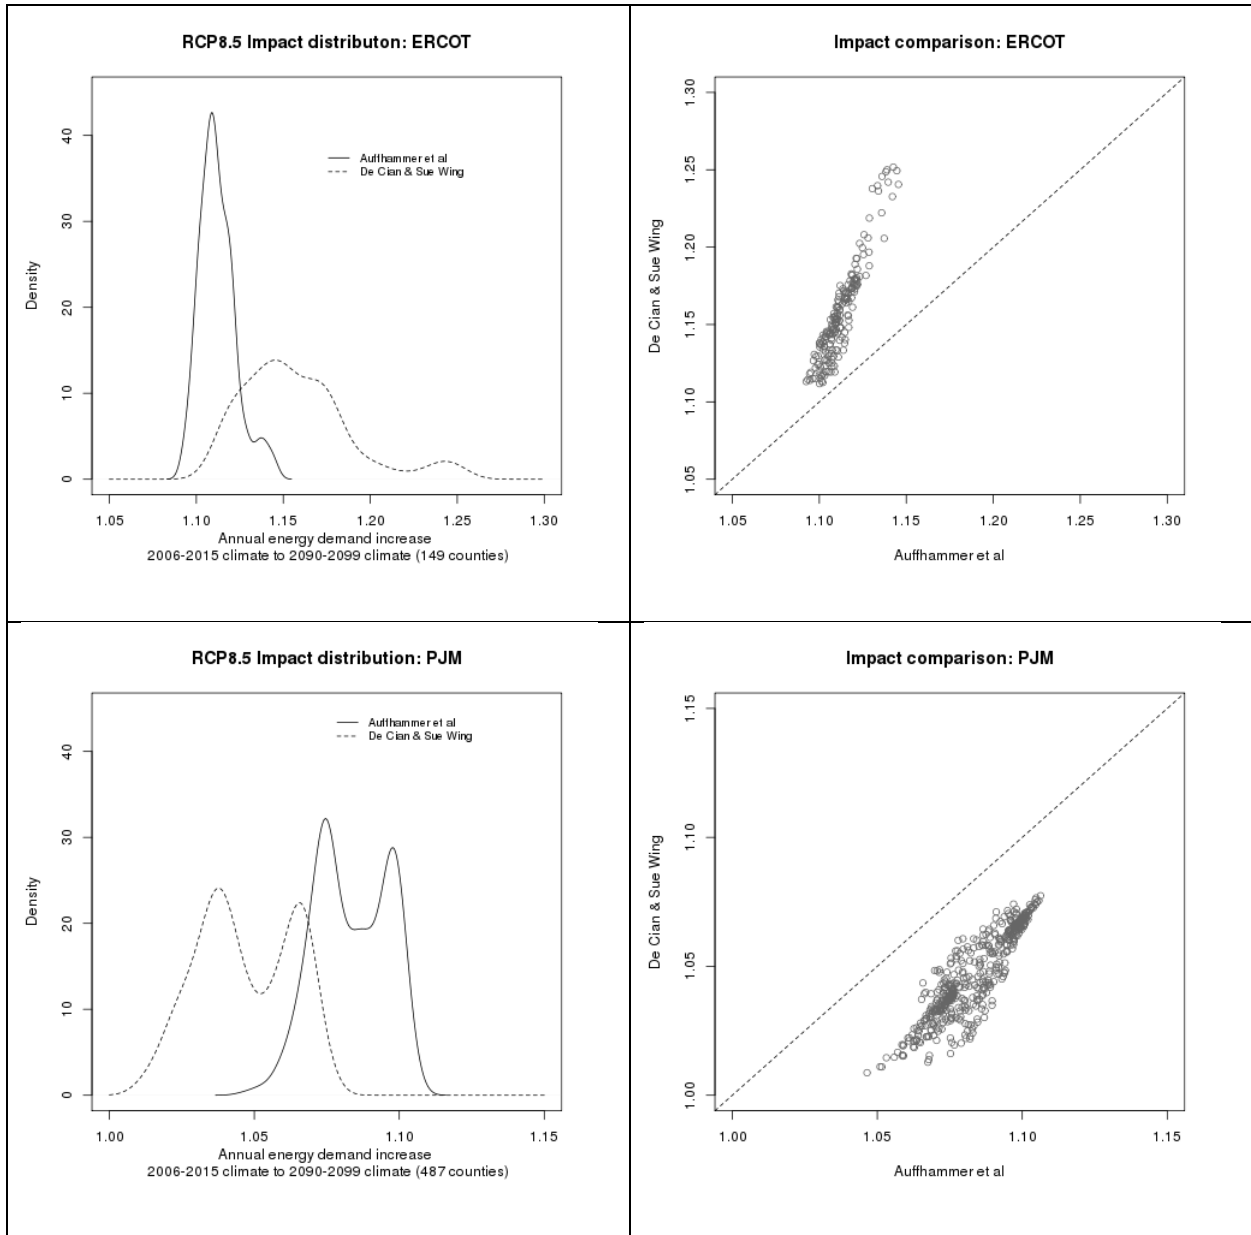 RCP8.5 Impact distributon: ERCOT
40
30
20
10
0
Density
Auffhammer et al
De Cian & Sue Wing
1.05 1.10 1.15 1.20 1.25 1.30
Annual energy demand increase
2006-2015 climate to 2090-2099 climate (149 counties)
Impact comparison: ERCOT
1.30
1.25
1.20
1.15
1.10
1.05
De Cian & Sue Wing
1.05 1.10 1.15 1.20 1.25 1.30
Auffhammer et al
RCP8.5 Impact distribution: PJM
40
30
20
10
0
Density
Auffhammer et al
De Cian & Sue Wing
1.00 1.05 1.10 1.15
Annual energy demand increase
2006-2015 climate to 2090-2099 climate (487 counties)
Impact comparison: PJM
1.15
1.10
1.05
1.00
De Cian & Sue Wing
1.00 1.05 1.10 1.15
Auffhammer et al